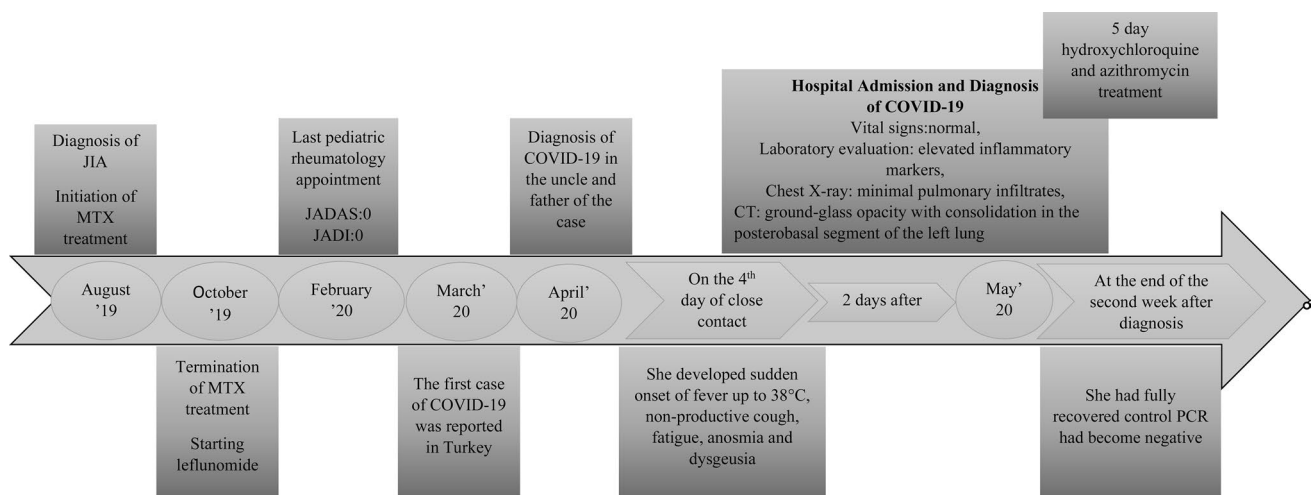 5 day
hydroxychloroquine
and azithromycin
treatment
Hospital Admission and Diagnosis
of COVID-19
Vital signs:normal,
Laboratory evaluation: elevated inflammatory
markers,
Chest X-ray: minimal pulmonary infiltrates,
CT: ground-glass opacity with consolidation in the
posterobasal segment of the left lung
Diagnosis of
JIA
Initiation of
MTX
treatment
Last pediatric
rheumatology
appointment
JADAS:0
JADI:0
Diagnosis of
COVID-19 in
the uncle and
father of the
case
August
’19
October
’19
February
’20
March’
20
April’
20
On the 4th
day of close
contact
2 days after
May’
20
At the end of the
second week after
diagnosis
Termination
of MTX
treatment
Starting
leflunomide
The first case
of COVID-19
was reported
in Turkey
She developed sudden
onset of fever up to 38°C,
non-productive cough,
fatigue, anosmia and
dysgeusia
She had fully
recovered control PCR
had become negative